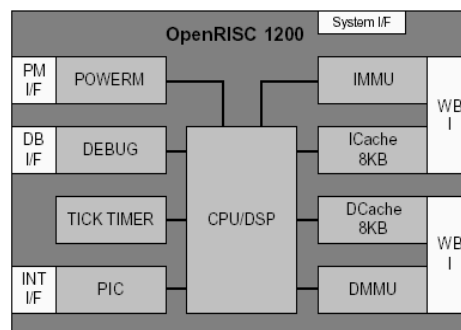 OpenRISC 1200
System I/F
PM
I/F
POWERM
IMMU
WB
I
DB
I/F
DEBUG
ICache
8KB
TICK TIMER
CPU/DSP
DCache
8KB
WB
I
INT
I/F
PIC
DMMU